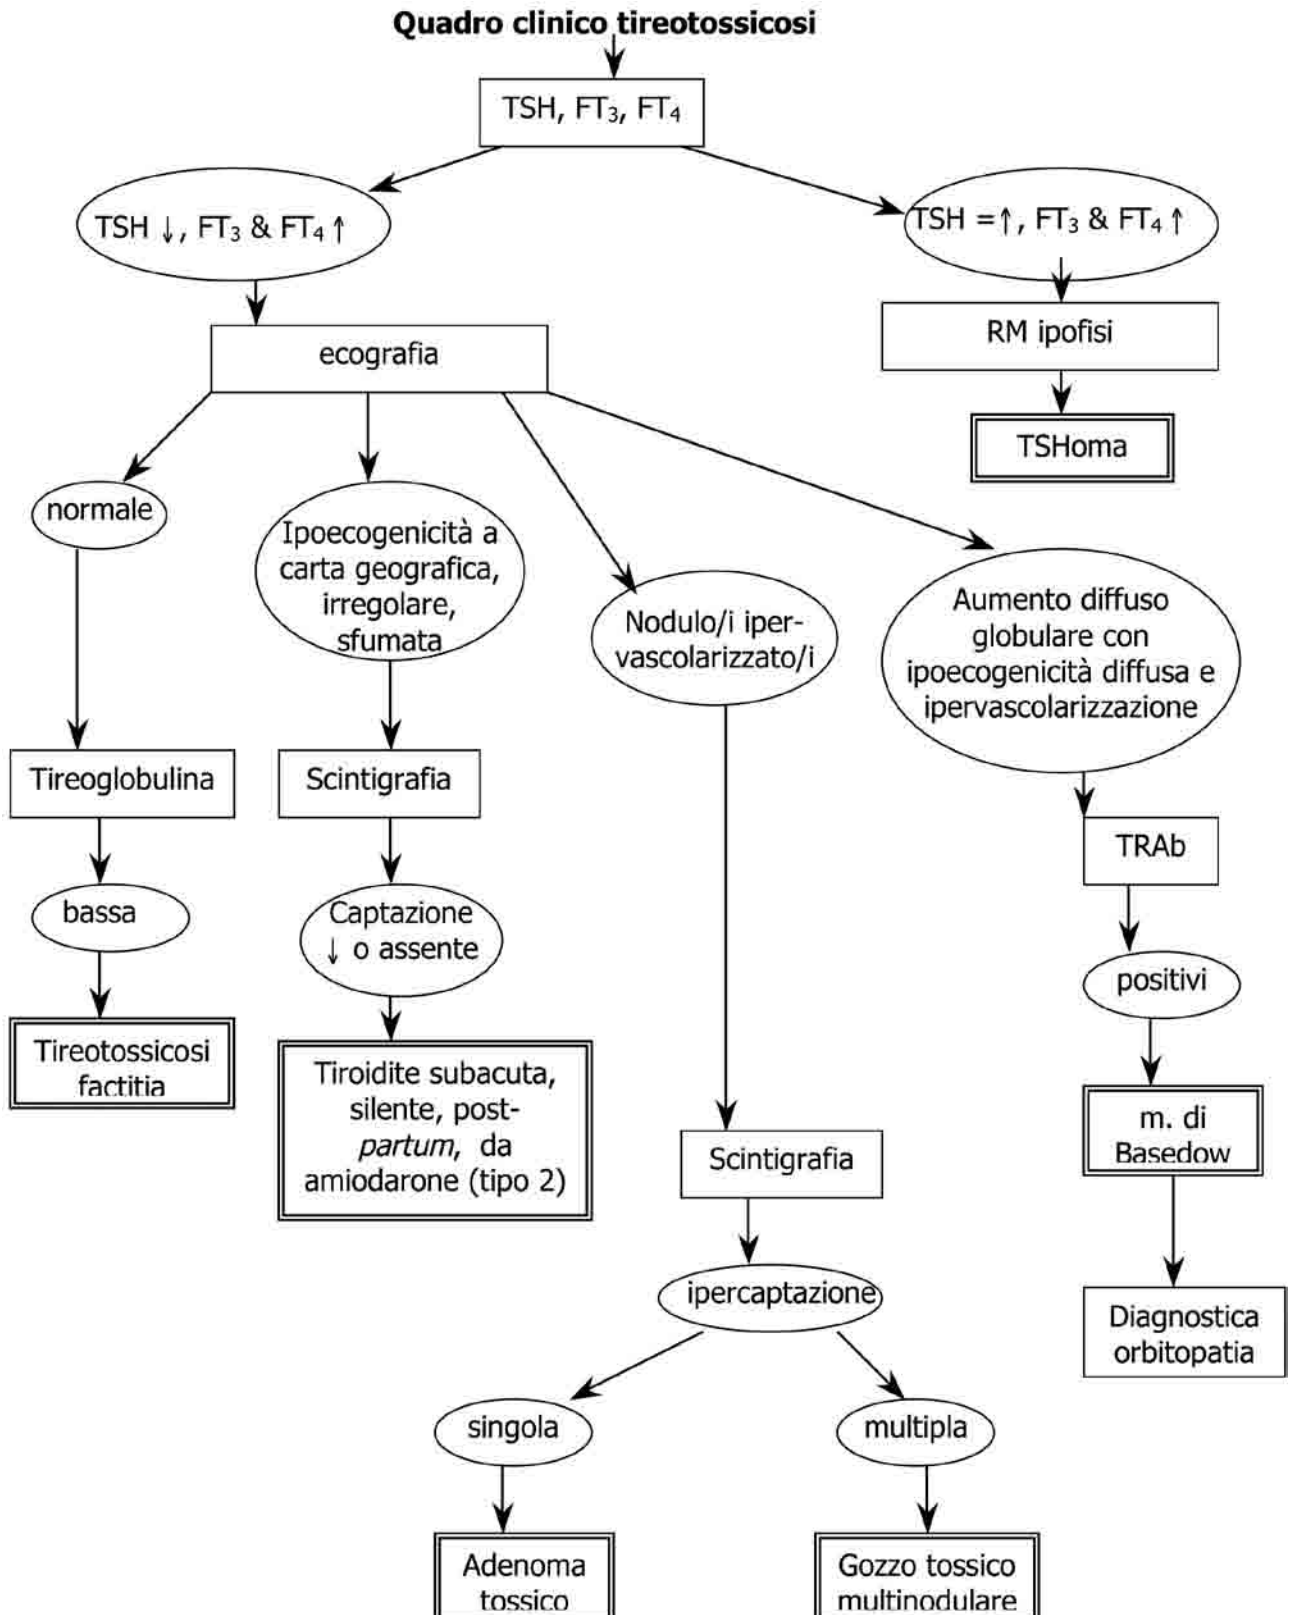 Quadro clinico tireotossicosi
TSH, FT₃, FT₄
TSH ↓, FT₃ & FT₄ ↑
TSH =↑, FT₃ & FT₄ ↑
ecografia
RM ipofisi
TSHoma
normale
Ipoecogenicità a
carta geografica,
irregolare,
sfumata
Nodulo/i iper-
vascolarizzato/i
Aumento diffuso
globulare con
ipoecogenicità diffusa e
ipervascolarizzazione
Tireoglobulina
Scintigrafia
TRAb
bassa
Captazione
↓ o assente
positivi
Tireotossicosi
factitia
Tiroidite subacuta,
silente, post-
partum, da
amiodarone (tipo 2)
m. di
Basedow
Scintigrafia
ipercaptazione
Diagnostica
orbitopatia
singola
multipla
Adenoma
tossico
Gozzo tossico
multinodulare